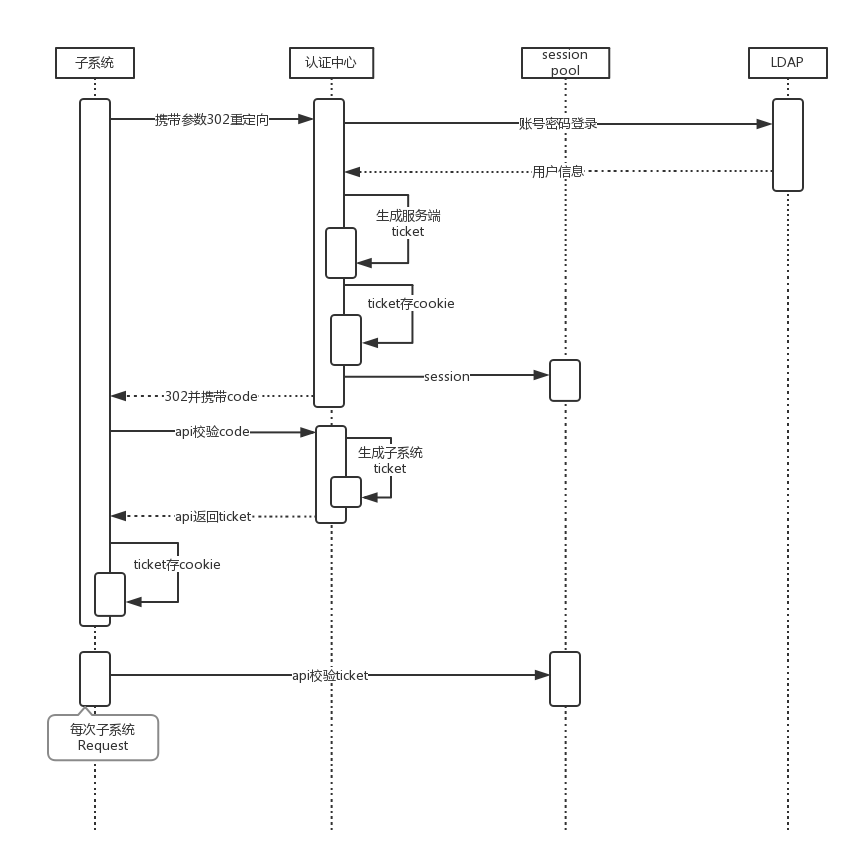 子系统
认证中心
session
pool
LDAP
携带参数302重定向
账号密码登录
用户信息
生成服务端
ticket
ticket存cookie
session
302并携带code
api校验code
生成子系统
ticket
api返回ticket
ticket存cookie
api校验ticket
每次子系统
Request